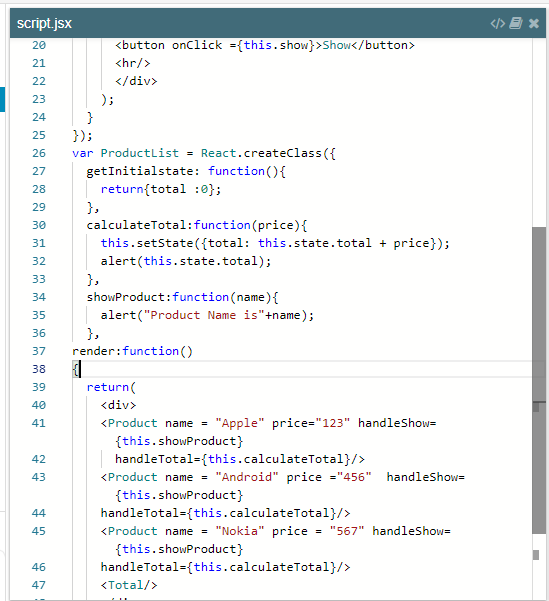 script.jsx
20 <button onClick ={this.show}>Show</button>
21 <hr/>
22 </div>
23 );
24 }
25 });
26 var ProductList = React.createClass({
27 getInitialstate: function(){
28 return{total :0};
29 },
30 calculateTotal:function(price){
31 this.setState({total: this.state.total + price});
32 alert(this.state.total);
33 },
34 showProduct:function(name){
35 alert("Product Name is"+name);
36 },
37 render:function()
38 {
39 return(
40 <div>
41 <Product name = "Apple" price="123" handleShow=
{this.showProduct}
42 handleTotal={this.calculateTotal}/>
43 <Product name = "Android" price ="456"  handleShow=
{this.showProduct}
44 handleTotal={this.calculateTotal}/>
45 <Product name = "Nokia" price = "567" handleShow=
{this.showProduct}
46 handleTotal={this.calculateTotal}/>
47 <Total/>